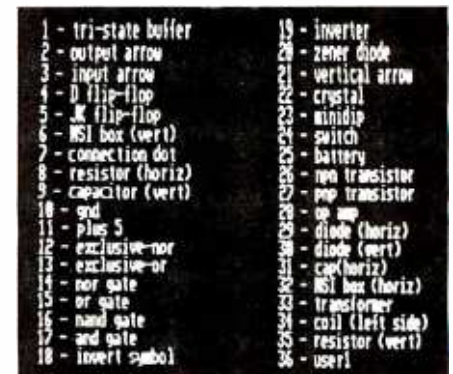 1 - tri-state buffer
2 - output arrow
3 - input arrow
4 - D flip-flop
5 - JK flip-flop
6 - MSI box (vert)
7 - connection dot
8 - resistor (horiz)
9 - capacitor (vert)
10 - gnd
11 - plus 5
12 - exclusive-nor
13 - exclusive-or
14 - nor gate
15 - or gate
16 - nand gate
17 - and gate
18 - invert symbol
19 - inverter
20 - zener diode
21 - vertical arrow
22 - crystal
23 - minidip
24 - switch
25 - battery
26 - npn transistor
27 - pnp transistor
28 - op amp
29 - diode (horiz)
30 - diode (vert)
31 - cap(horiz)
32 - MSI box (horiz)
33 - transformer
34 - coil (left side)
35 - resistor (vert)
36 - user1